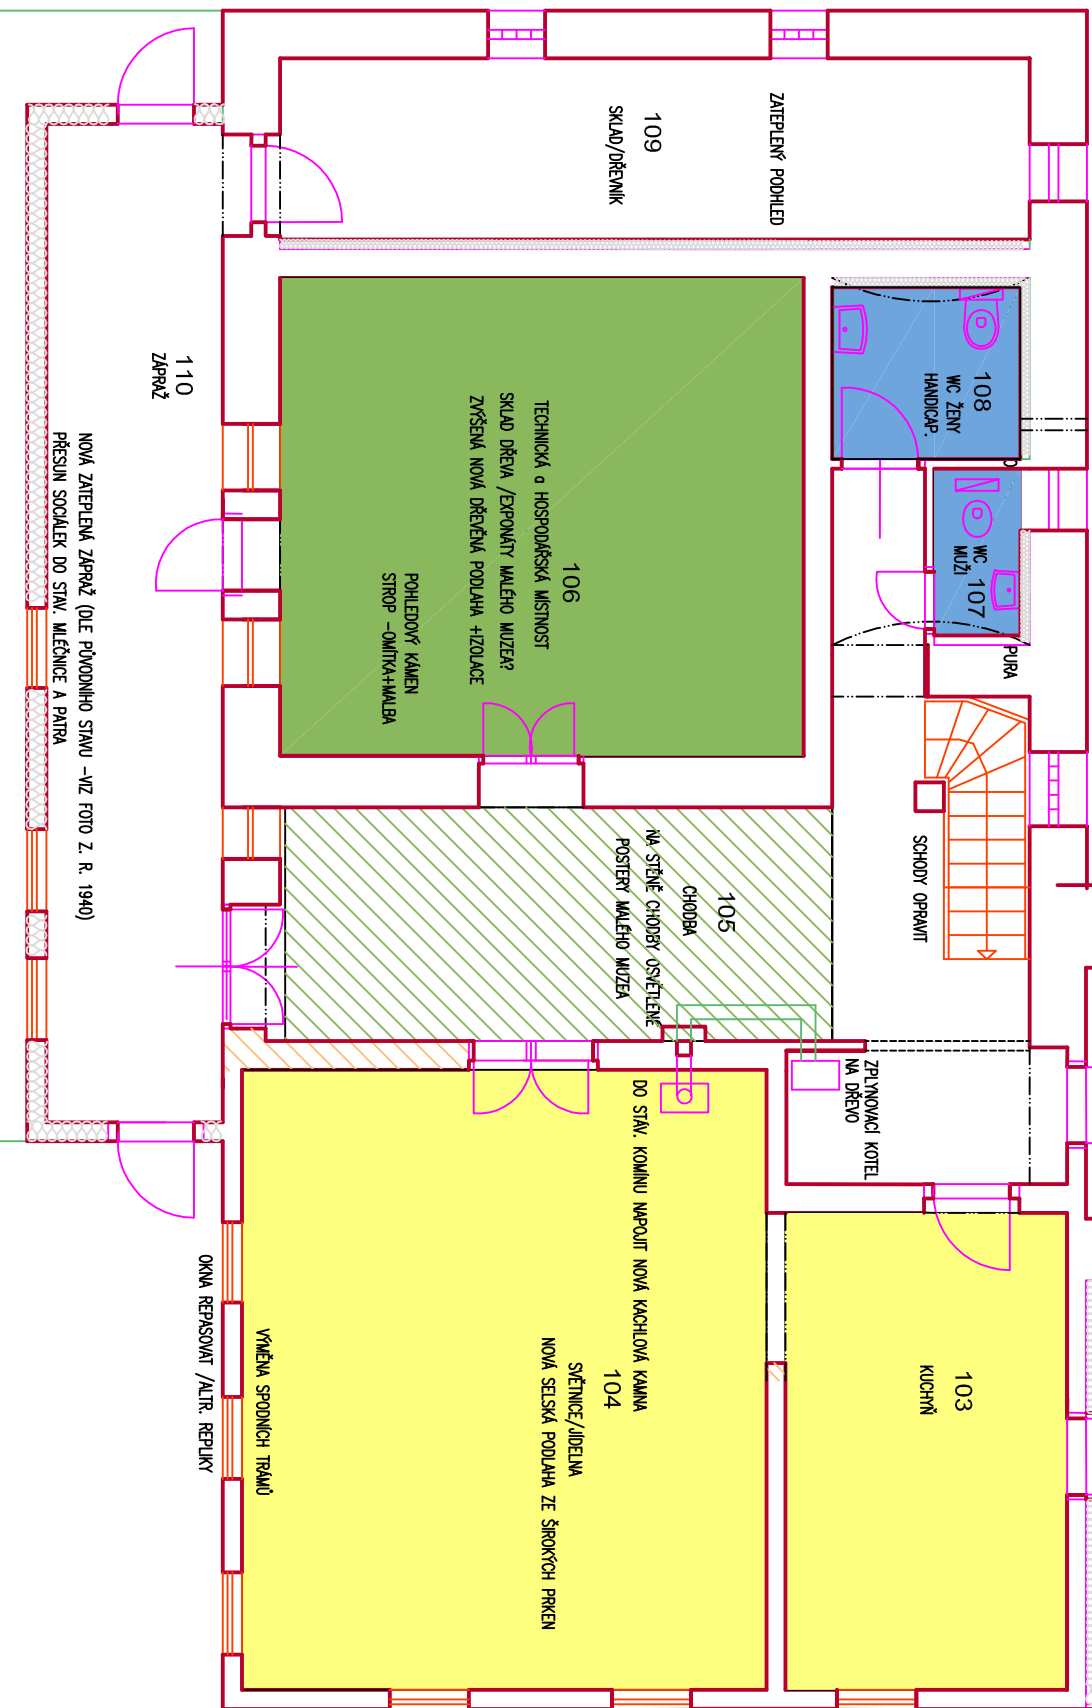 ZATEPLENÝ PODHLED
109
SKLAD/DŘEVNÍK
108
WC ŽENY
HANDICAP.
107
WC
MUŽI
PURA
SCHODY OPRAVIT
106
TECHNICKÁ a HOSPODÁŘSKÁ MÍSTNOST
SKLAD DŘEVA /EXPONÁTY MALÉHO MUZEA?
ZVÝŠENÁ NOVÁ DŘEVĚNÁ PODLAHA +IZOLACE
POHLEDOVÝ KÁMEN
STROP -OMÍTKA+MALBA
105
CHODBA
NA STĚNĚ CHODBY OSVĚTLENÉ
POSTERY MALÉHO MUZEA
ZPLYNOVACÍ KOTEL
NA DŘEVO
103
KUCHYŇ
DO STÁV. KOMÍNU NAPOJIT NOVÁ KACHLOVÁ KAMNA
104
SVĚTNICE/JÍDELNA
NOVÁ SELSKÁ PODLAHA ZE ŠIROKÝCH PRKEN
VÝMĚNA SPODNÍCH TRÁMŮ
OKNA REPASOVAT /ALTR. REPLIKY
110
ZÁPRAŽ
NOVÁ ZATEPLENÁ ZÁPRAŽ (DLE PŮVODNÍHO STAVU -VIZ FOTO Z. R. 1940)
PŘESUN SOCIÁLEK DO STAV. MLÉČNICE A PATRA